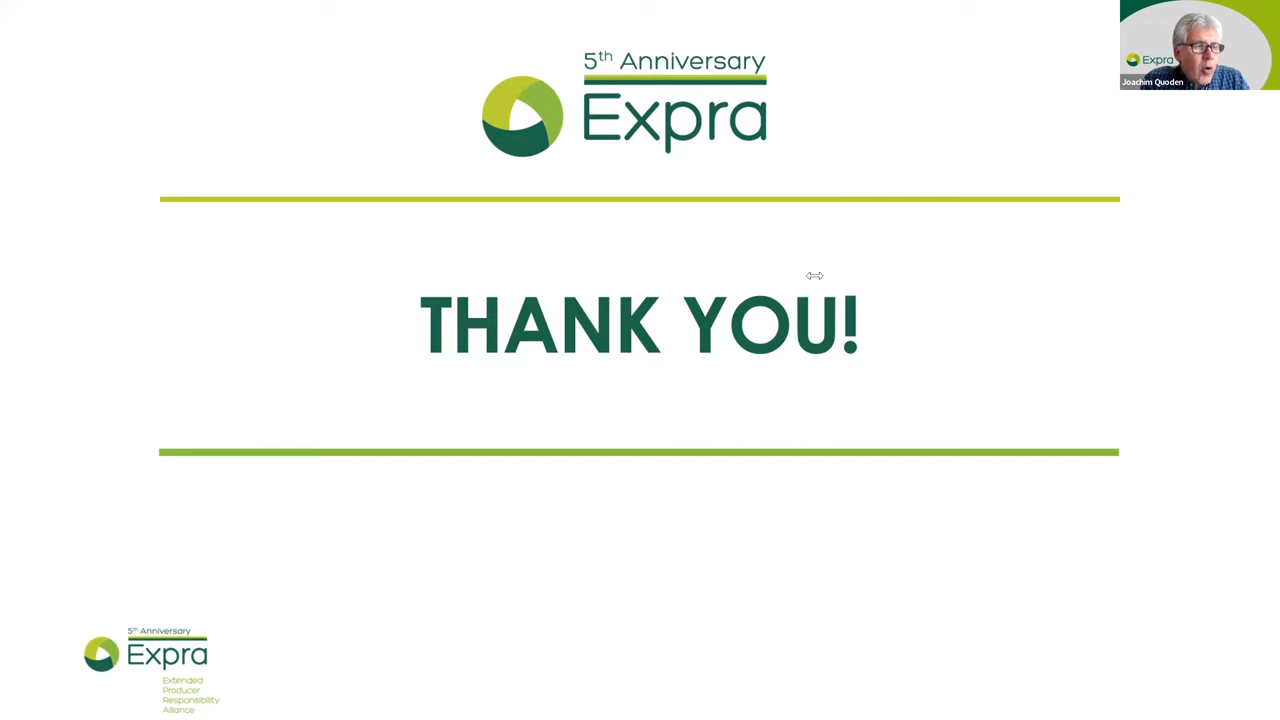 5th Anniversary
Expra
Expra
Joachim Quoden
THANK YOU!
5th Anniversary
Expra
Extended
Producer
Responsibility
Alliance